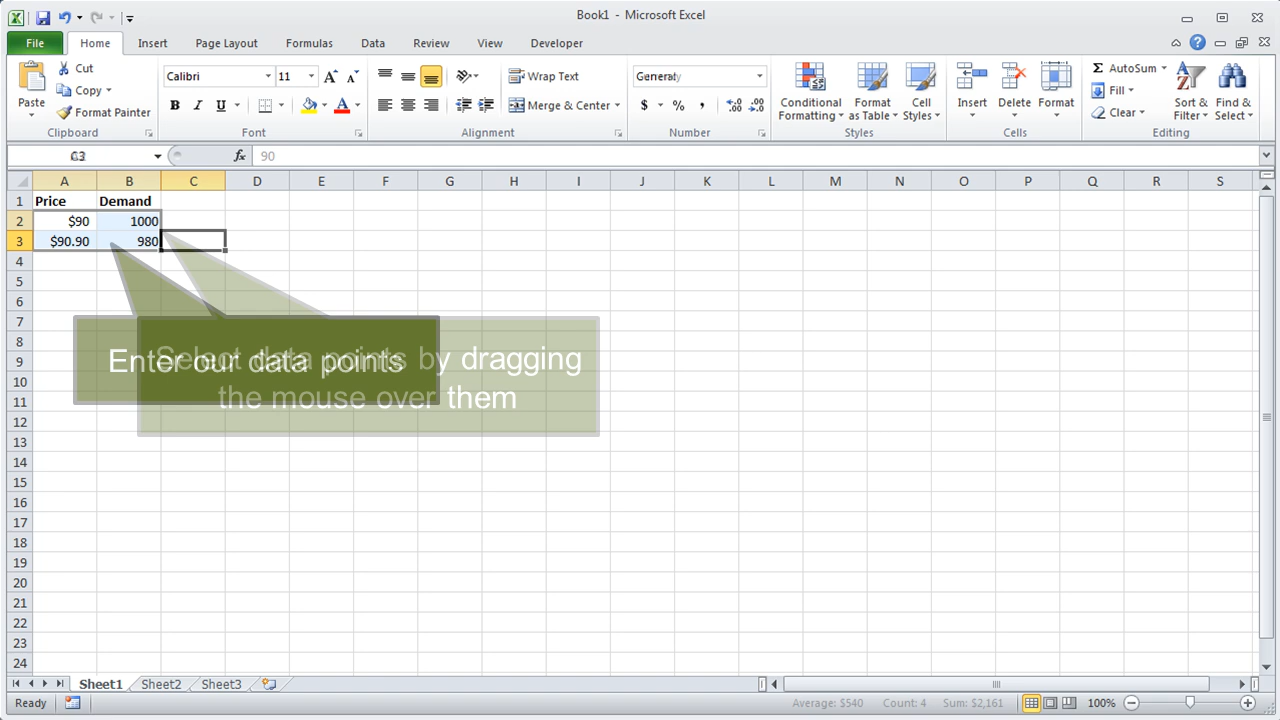 Book1 - Microsoft Excel
File Home Insert Page Layout Formulas Data Review View Developer
Paste
Cut
Copy
Format Painter
Clipboard
Calibri 11
B I U
Font
Wrap Text
Merge & Center
Alignment
General
$ % ,
Number
Conditional Formatting
Format as Table
Cell Styles
Styles
Insert Delete Format
Cells
AutoSum
Fill
Clear
Sort & Filter
Find & Select
Editing
fx 90
A B C D E F G H I J K L M N O P Q R S
1 Price Demand
2 $90 1000
3 $90.90 980
4
5
6
7
8
9
10
11
12
13
14
15
16
17
18
19
20
21
22
23
24
Enter our data points
Select data points by dragging
the mouse over them
Sheet1 Sheet2 Sheet3
Ready Average: $540 Count: 4 Sum: $2,161 100%